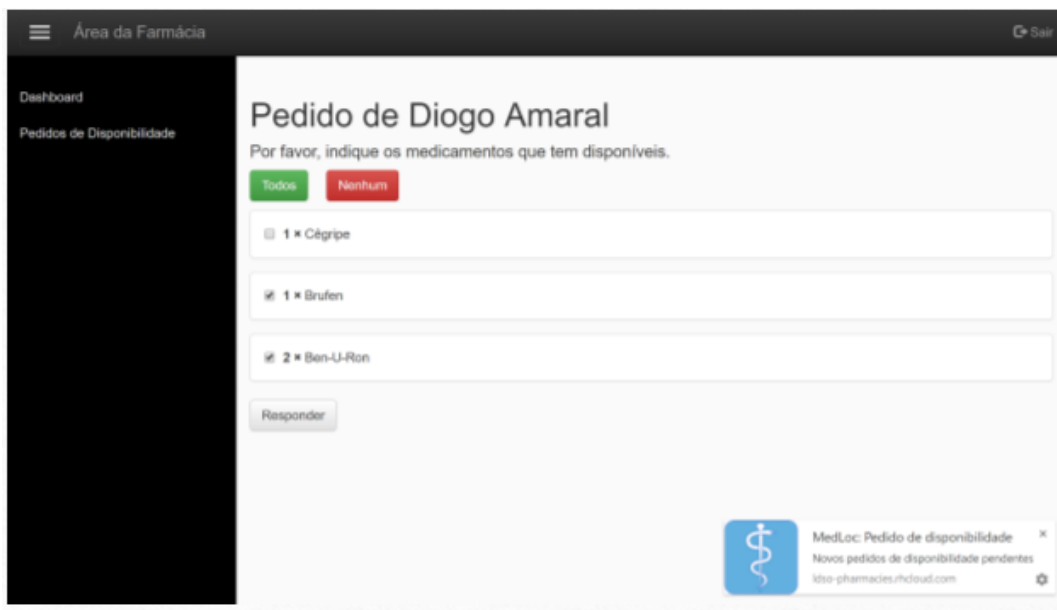 Área da Farmácia
Sair
Dashboard
Pedidos de Disponibilidade
Pedido de Diogo Amaral
Por favor, indique os medicamentos que tem disponíveis.
Todos Nenhum
1 × Cêgripe
1 × Brufen
2 × Ben-U-Ron
Responder
MedLoc: Pedido de disponibilidade ×
Novos pedidos de disponibilidade pendentes
ldso-pharmacies.rhcloud.com